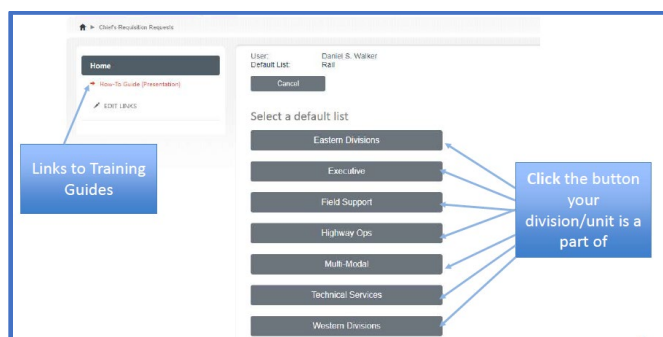 Chief's Requisition Requests
Home
How-To Guide (Presentation)
EDIT LINKS
Links to Training
Guides
User: Daniel S. Walker
Default List: Rail
Cancel
Select a default list
Eastern Divisions
Executive
Field Support
Highway Ops
Multi-Modal
Technical Services
Western Divisions
Click the button
your
division/unit is a
part of